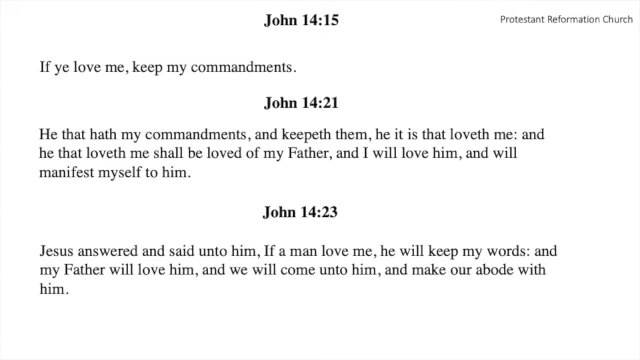 John 14:15
Protestant Reformation Church
If ye love me, keep my commandments.
John 14:21
He that hath my commandments, and keepeth them, he it is that loveth me: and
he that loveth me shall be loved of my Father, and I will love him, and will
manifest myself to him.
John 14:23
Jesus answered and said unto him, If a man love me, he will keep my words: and
my Father will love him, and we will come unto him, and make our abode with
him.